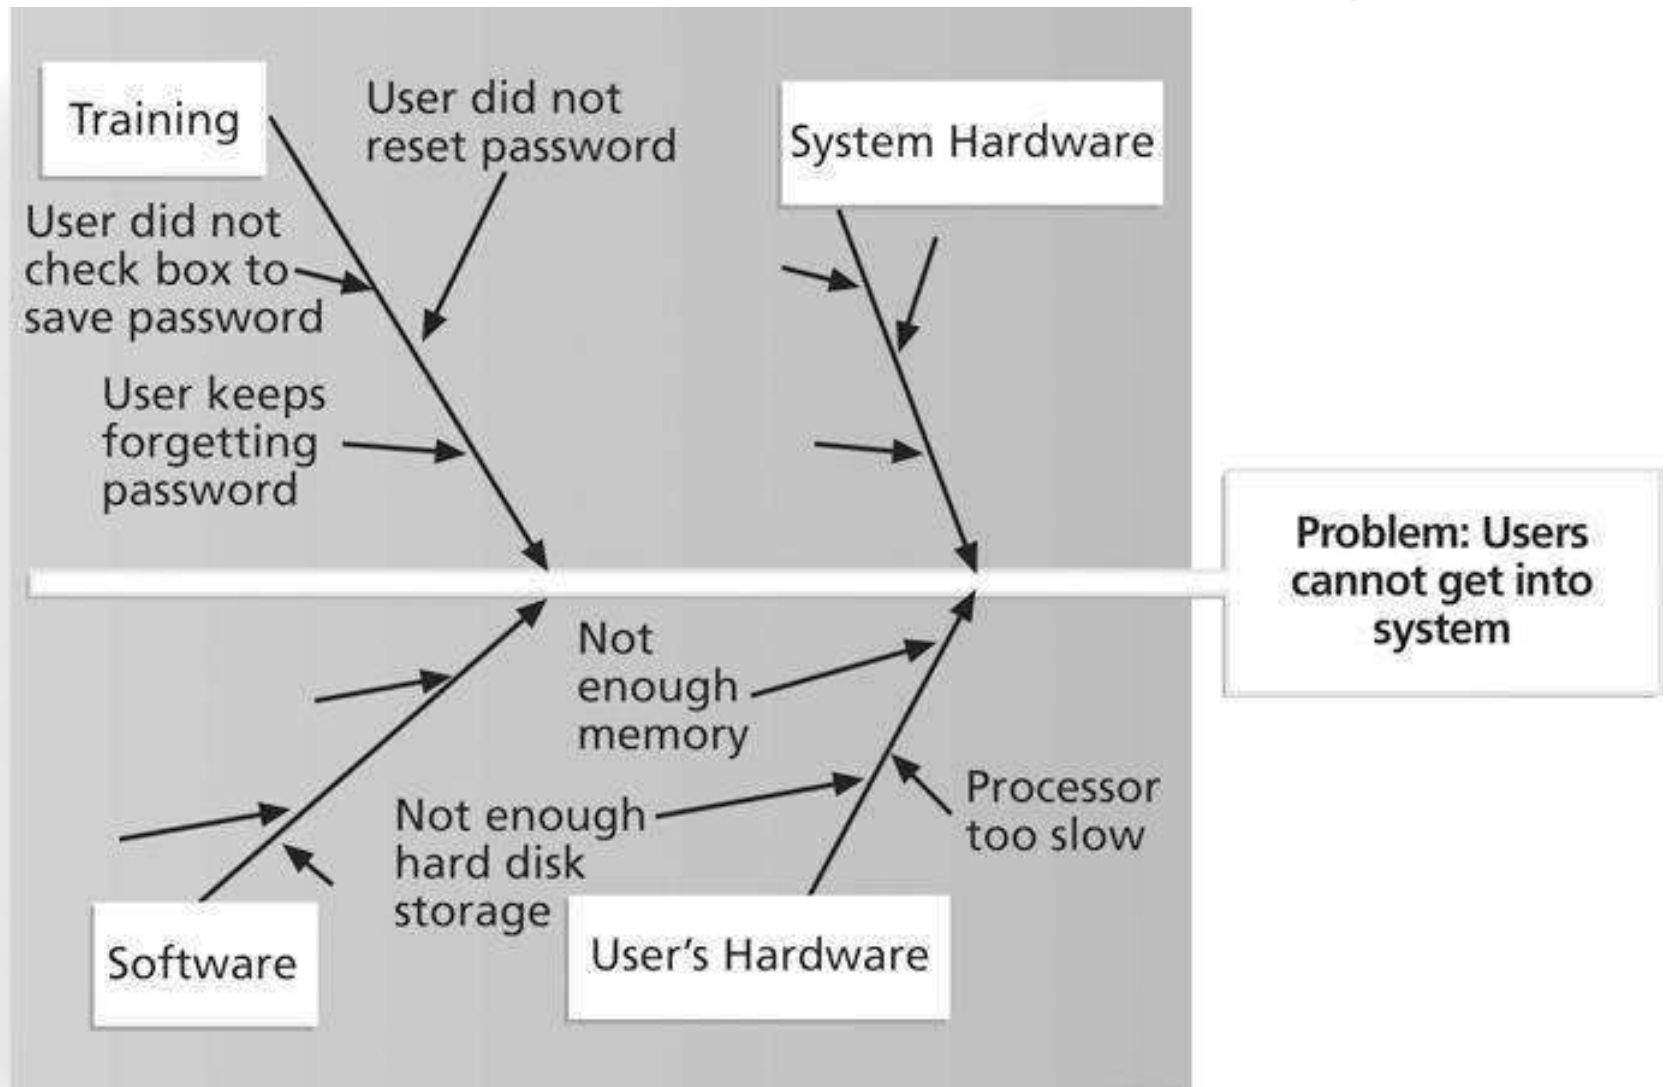 Training
User did not
reset password
System Hardware
User did not
check box to
save password
User keeps
forgetting
password
Problem: Users
cannot get into
system
Not
enough
memory
Processor
too slow
Not enough
hard disk
storage
Software
User's Hardware